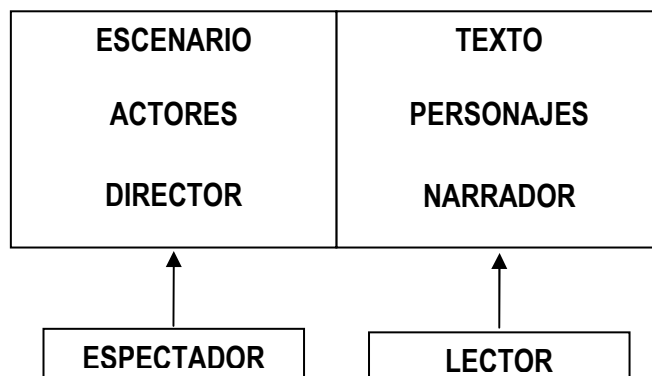 ESCENARIO
TEXTO
ACTORES
PERSONAJES
DIRECTOR
NARRADOR
ESPECTADOR
LECTOR